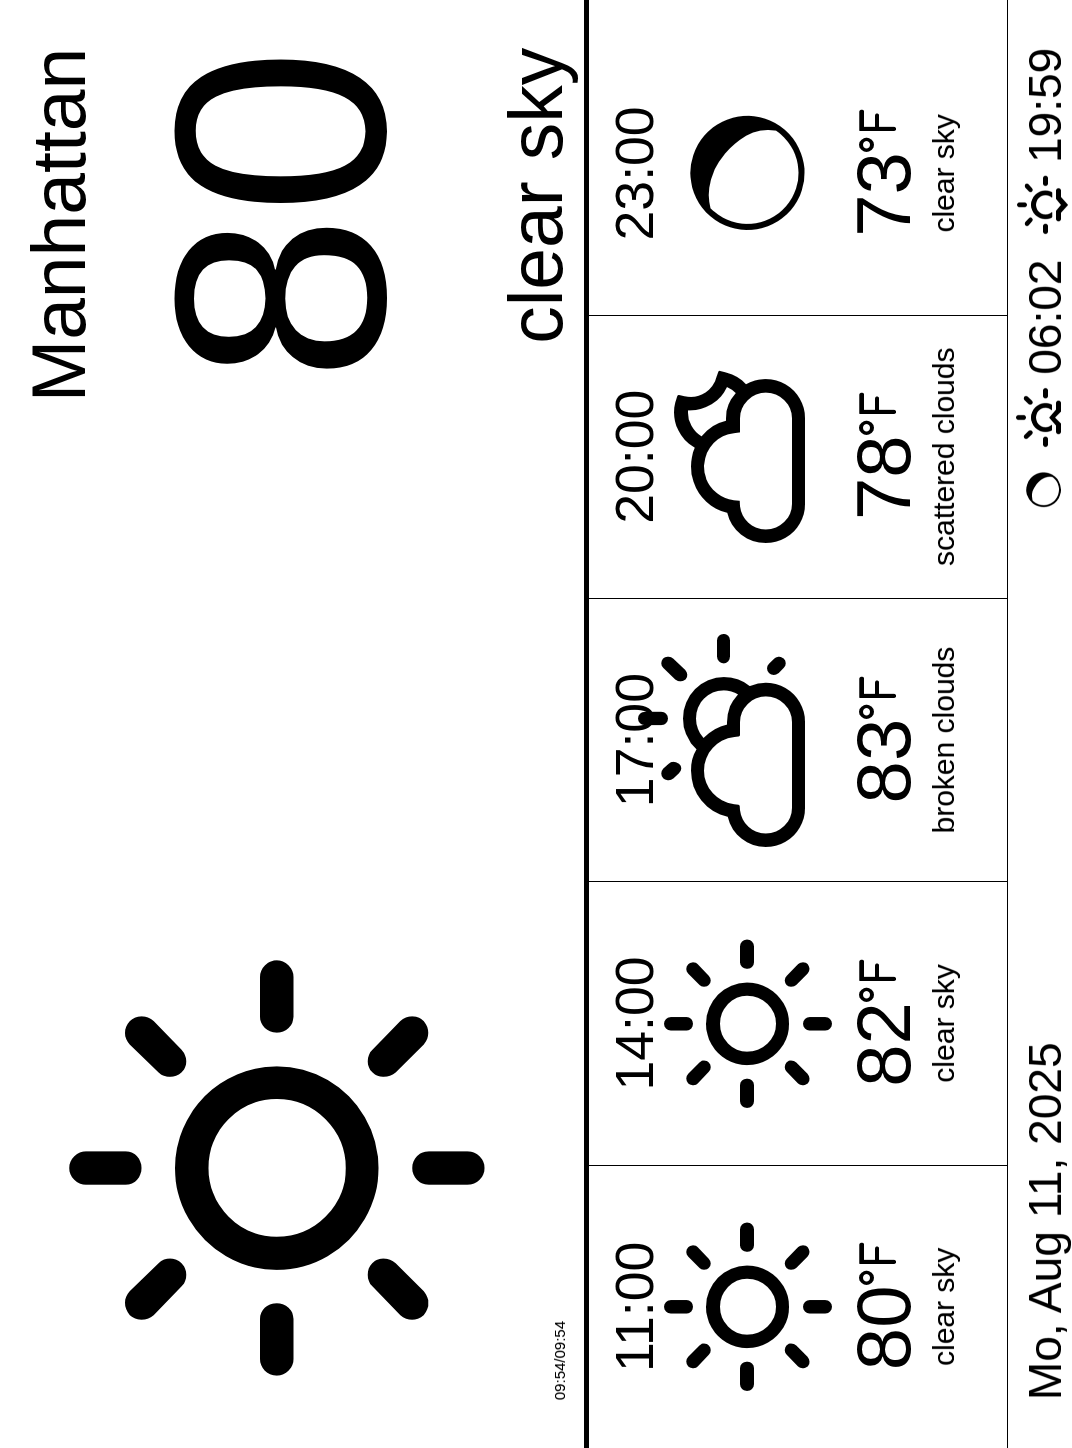 Manhattan
80
clear sky
09:54/09:54
11:00
80°F
clear sky
14:00
82°F
clear sky
17:00
83°F
broken clouds
20:00
78°F
scattered clouds
23:00
73°F
clear sky
Mo, Aug 11, 2025
06:02
19:59